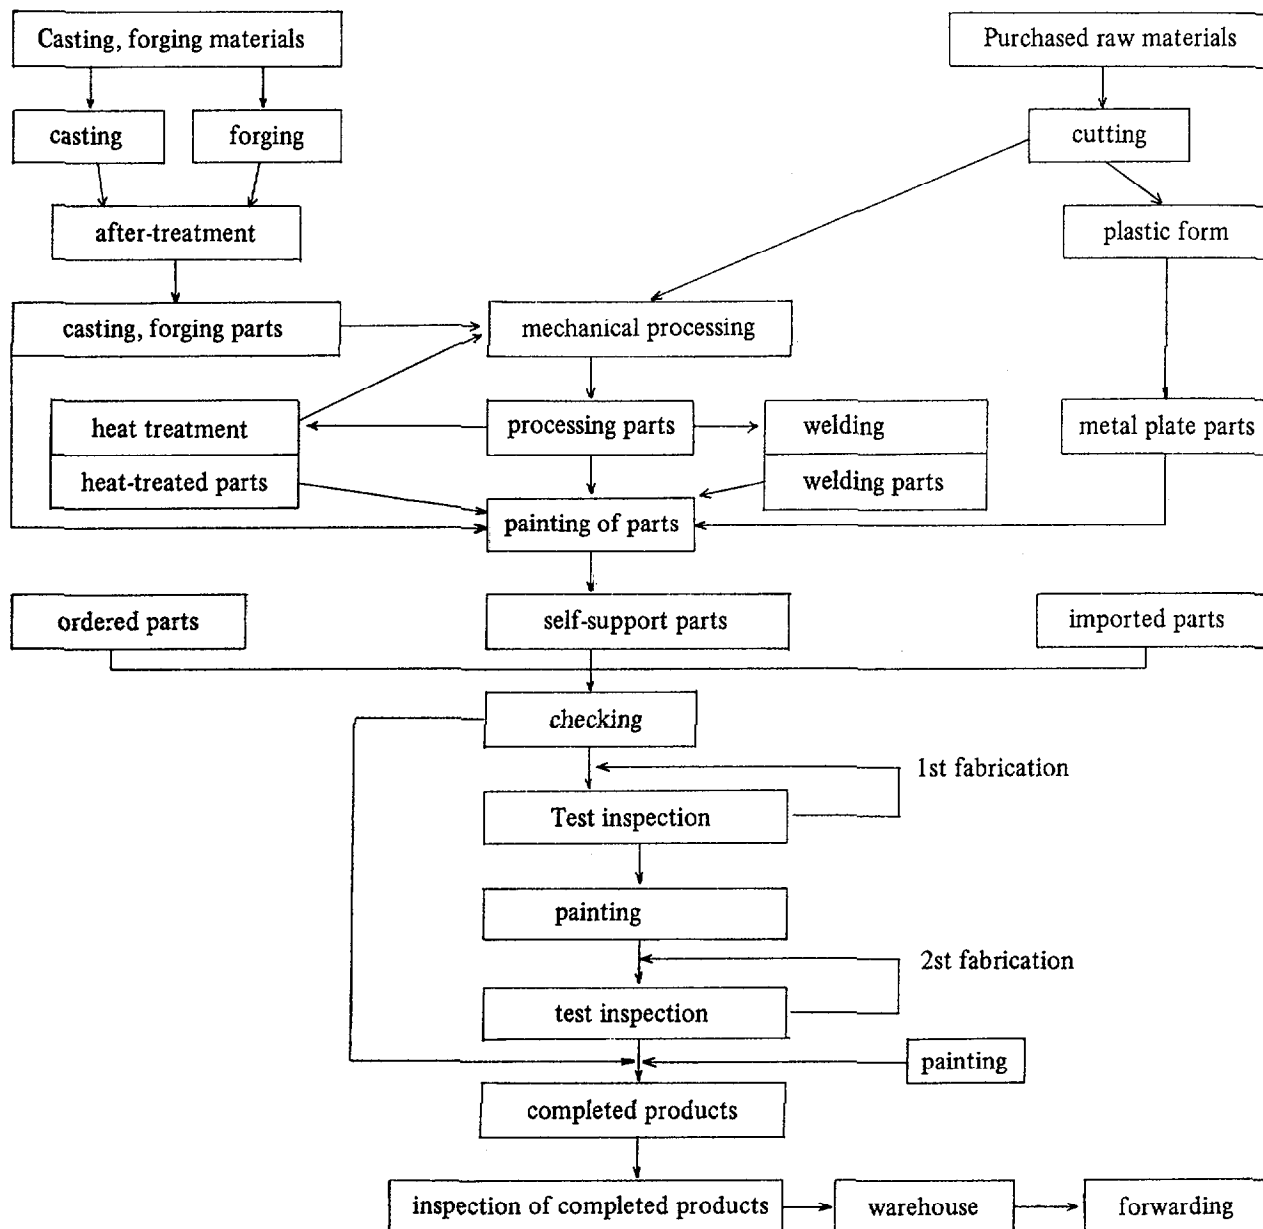 Casting, forging materials
Purchased raw materials
casting
forging
cutting
after-treatment
plastic form
casting, forging parts
mechanical processing
heat treatment
processing parts
welding
metal plate parts
heat-treated parts
welding parts
painting of parts
ordered parts
self-support parts
imported parts
checking
1st fabrication
Test inspection
painting
2st fabrication
test inspection
painting
completed products
inspection of completed products
warehouse
forwarding